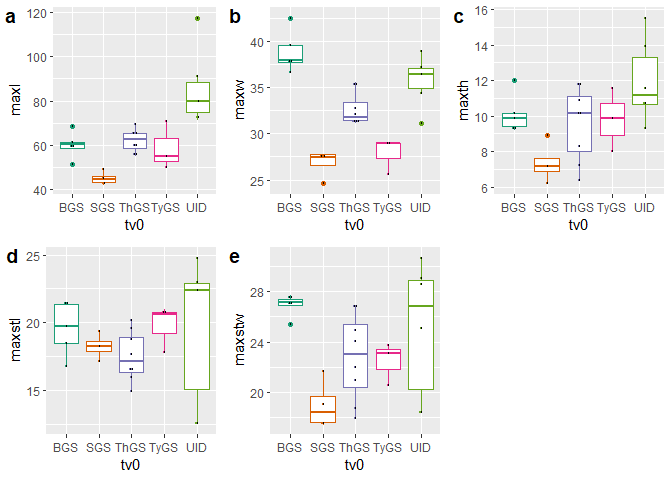 a
maxl
120
100
80
60
40
BGS SGS ThGS TyGS UID
tv0
b
maxw
40
35
30
25
BGS SGS ThGS TyGS UID
tv0
c
maxth
16
14
12
10
8
6
BGS SGS ThGS TyGS UID
tv0
d
maxstl
25
20
15
BGS SGS ThGS TyGS UID
tv0
e
maxstw
28
24
20
BGS SGS ThGS TyGS UID
tv0